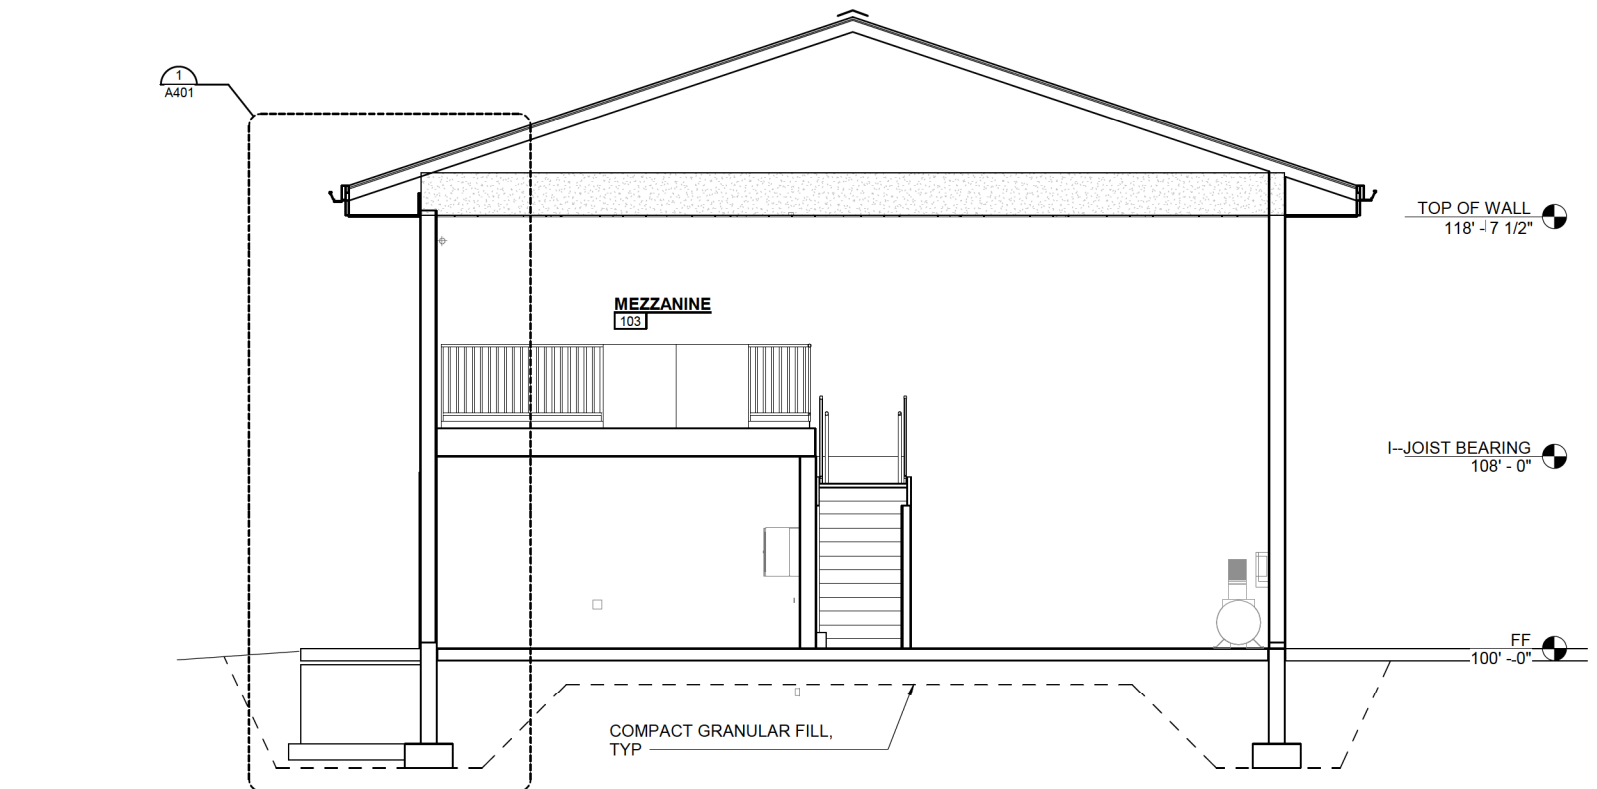 1
A401
TOP OF WALL
118' - 7 1/2"
MEZZANINE
103
I--JOIST BEARING
108' - 0"
FF
100' -0"
COMPACT GRANULAR FILL,
TYP